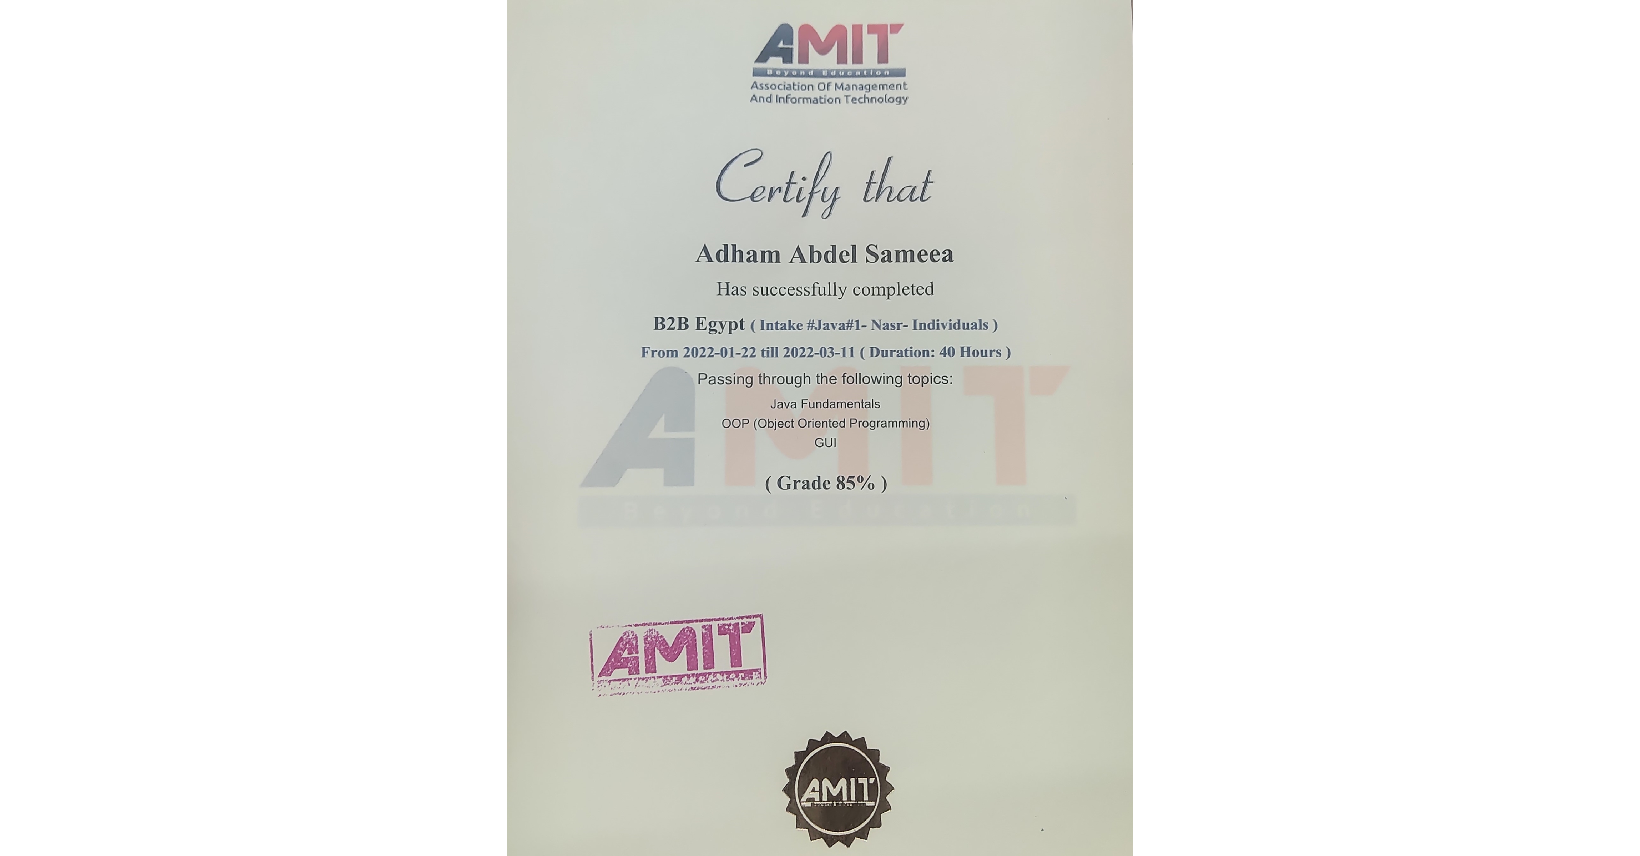 AMIT
Beyond Education
Association Of Management
And Information Technology
Certify that
Adham Abdel Sameea
Has successfully completed
B2B Egypt ( Intake #Java#1- Nasr- Individuals )
From 2022-01-22 till 2022-03-11 ( Duration: 40 Hours )
Passing through the following topics:
Java Fundamentals
OOP (Object Oriented Programming)
GUI
( Grade 85% )
AMIT
Beyond Education
AMIT
AMIT